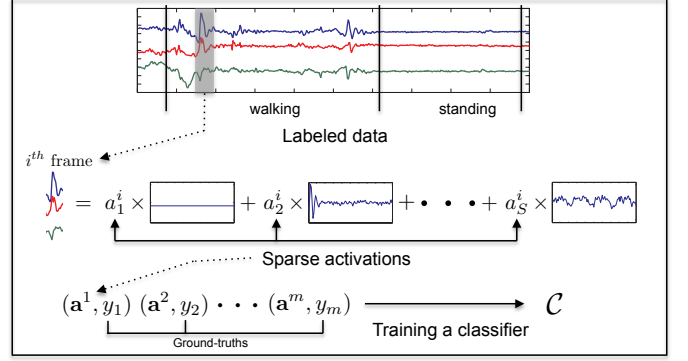 walking standing
Labeled data
i^{th} frame
= a_1^i × + a_2^i × + • • • + a_S^i ×
Sparse activations
(a^1, y_1) (a^2, y_2) • • • (a^m, y_m) C
Training a classifier
Ground-truths